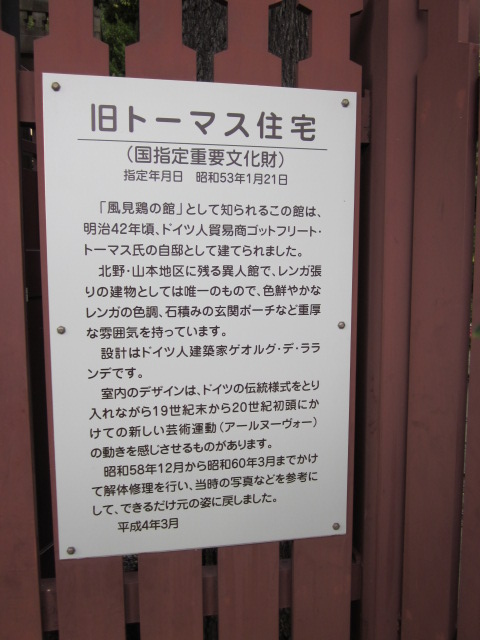 旧トーマス住宅
(国指定重要文化財)
指定年月日 昭和53年1月21日
「風見鶏の館」として知られるこの館は、
明治42年頃、ドイツ人貿易商ゴットフリート・
トーマス氏の自邸として建てられました。
北野・山本地区に残る異人館で、レンガ張
りの建物としては唯一のもので、色鮮やかな
レンガの色調、石積みの玄関ポーチなど重厚
な雰囲気を持っています。
設計はドイツ人建築家ゲオルグ・デ・ララ
ンデです。
室内のデザインは、ドイツの伝統様式をとり
入れながら19世紀末から20世紀初頭にか
けての新しい芸術運動(アールヌーヴォー)
の動きを感じさせるものがあります。
昭和58年12月から昭和60年3月までかけ
て解体修理を行い、当時の写真などを参考に
して、できるだけ元の姿に戻しました。
平成4年3月